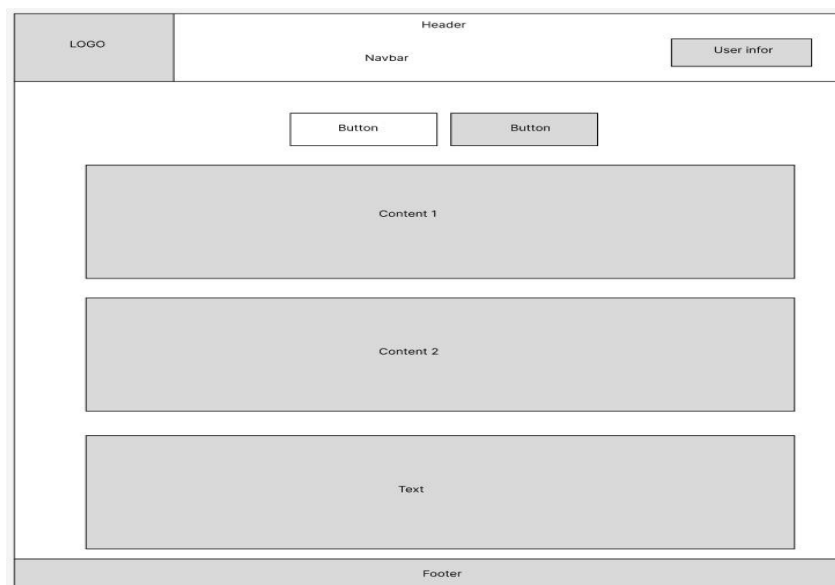 Header
LOGO
Navbar
User infor
Button
Button
Content 1
Content 2
Text
Footer